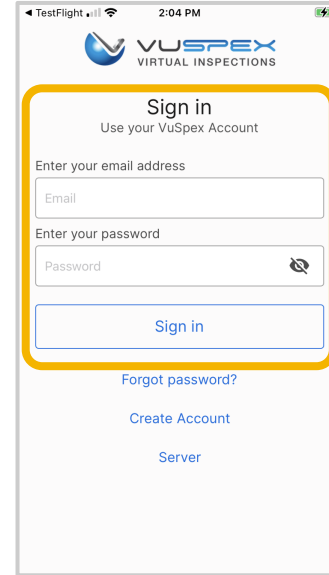 TestFlight 2:04 PM
VUSPEX
VIRTUAL INSPECTIONS
Sign in
Use your VuSpex Account
Enter your email address
Email
Enter your password
Password
Sign in
Forgot password?
Create Account
Server